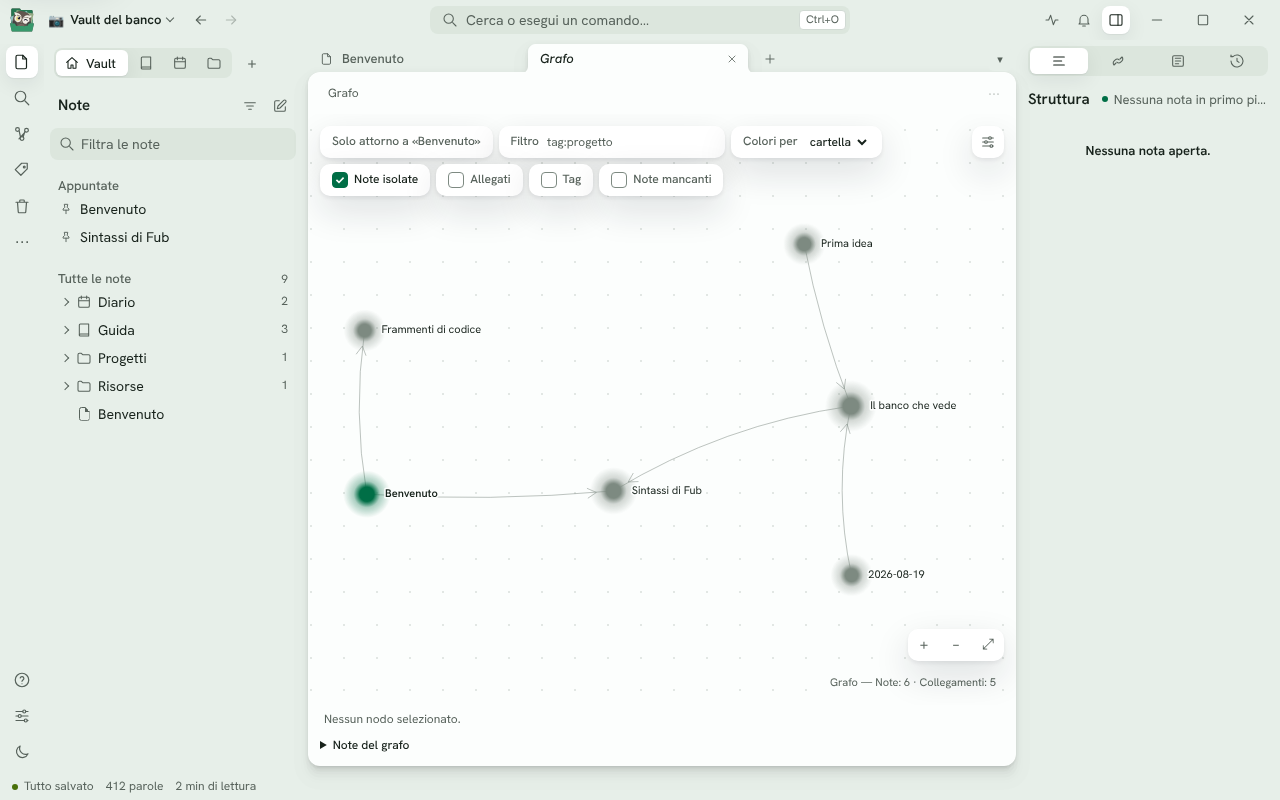 Vault del banco
Cerca o esegui un comando...
Ctrl+O
Vault
Benvenuto
Grafo
Note
Filtra le note
Appuntate
Benvenuto
Sintassi di Fub
Tutte le note 9
Diario 2
Guida 3
Progetti 1
Risorse 1
Benvenuto
Grafo
Solo attorno a «Benvenuto»
Filtro tag:progetto
Colori per cartella
Note isolate
Allegati
Tag
Note mancanti
Prima idea
Frammenti di codice
Il banco che vede
Benvenuto
Sintassi di Fub
2026-08-19
+ −
Grafo — Note: 6 · Collegamenti: 5
Nessun nodo selezionato.
Note del grafo
Struttura
Nessuna nota in primo pi...
Nessuna nota aperta.
Tutto salvato 412 parole 2 min di lettura